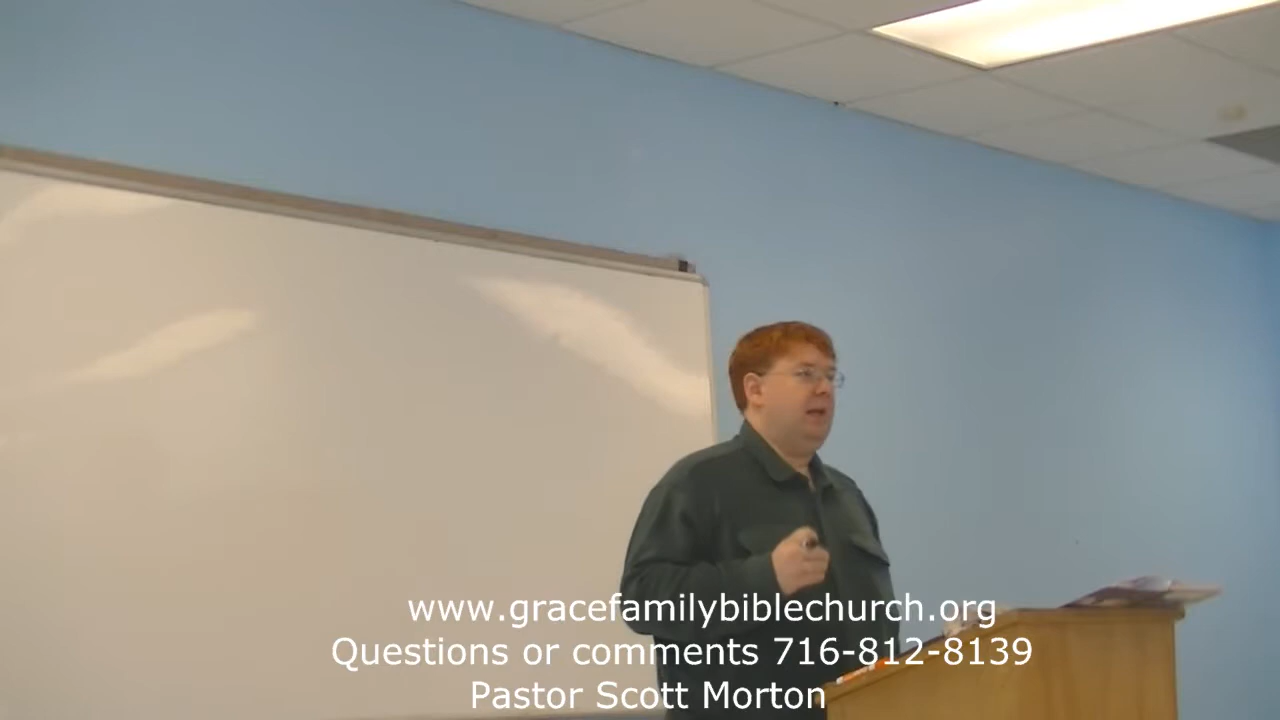 www.gracefamilybiblechurch.org
Questions or comments 716-812-8139
Pastor Scott Morton